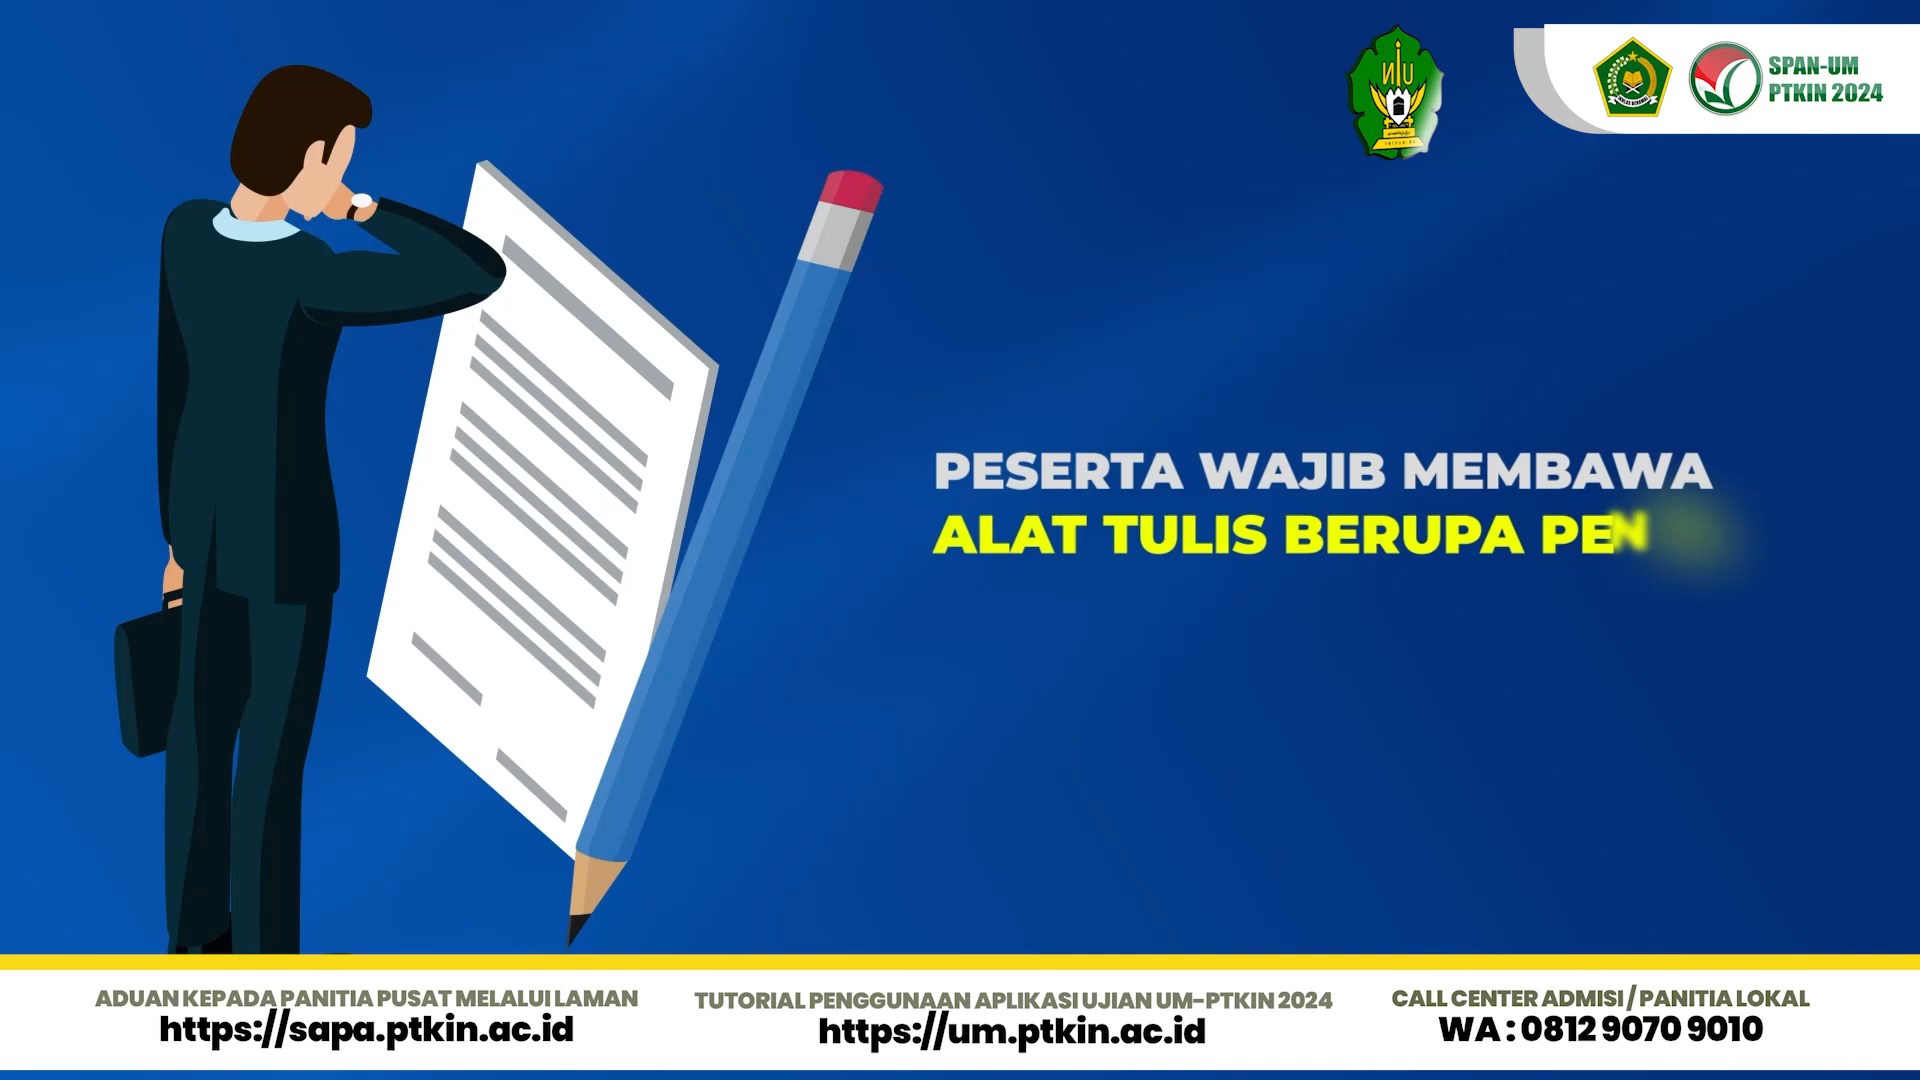 SPAN-UM
PTKIN 2024
PESERTA WAJIB MEMBAWA
ALAT TULIS BERUPA PEN
ADUAN KEPADA PANITIA PUSAT MELALUI LAMAN
https://sapa.ptkin.ac.id
TUTORIAL PENGGUNAAN APLIKASI UJIAN UM-PTKIN 2024
https://um.ptkin.ac.id
CALL CENTER ADMISI / PANITIA LOKAL
WA : 0812 9070 9010